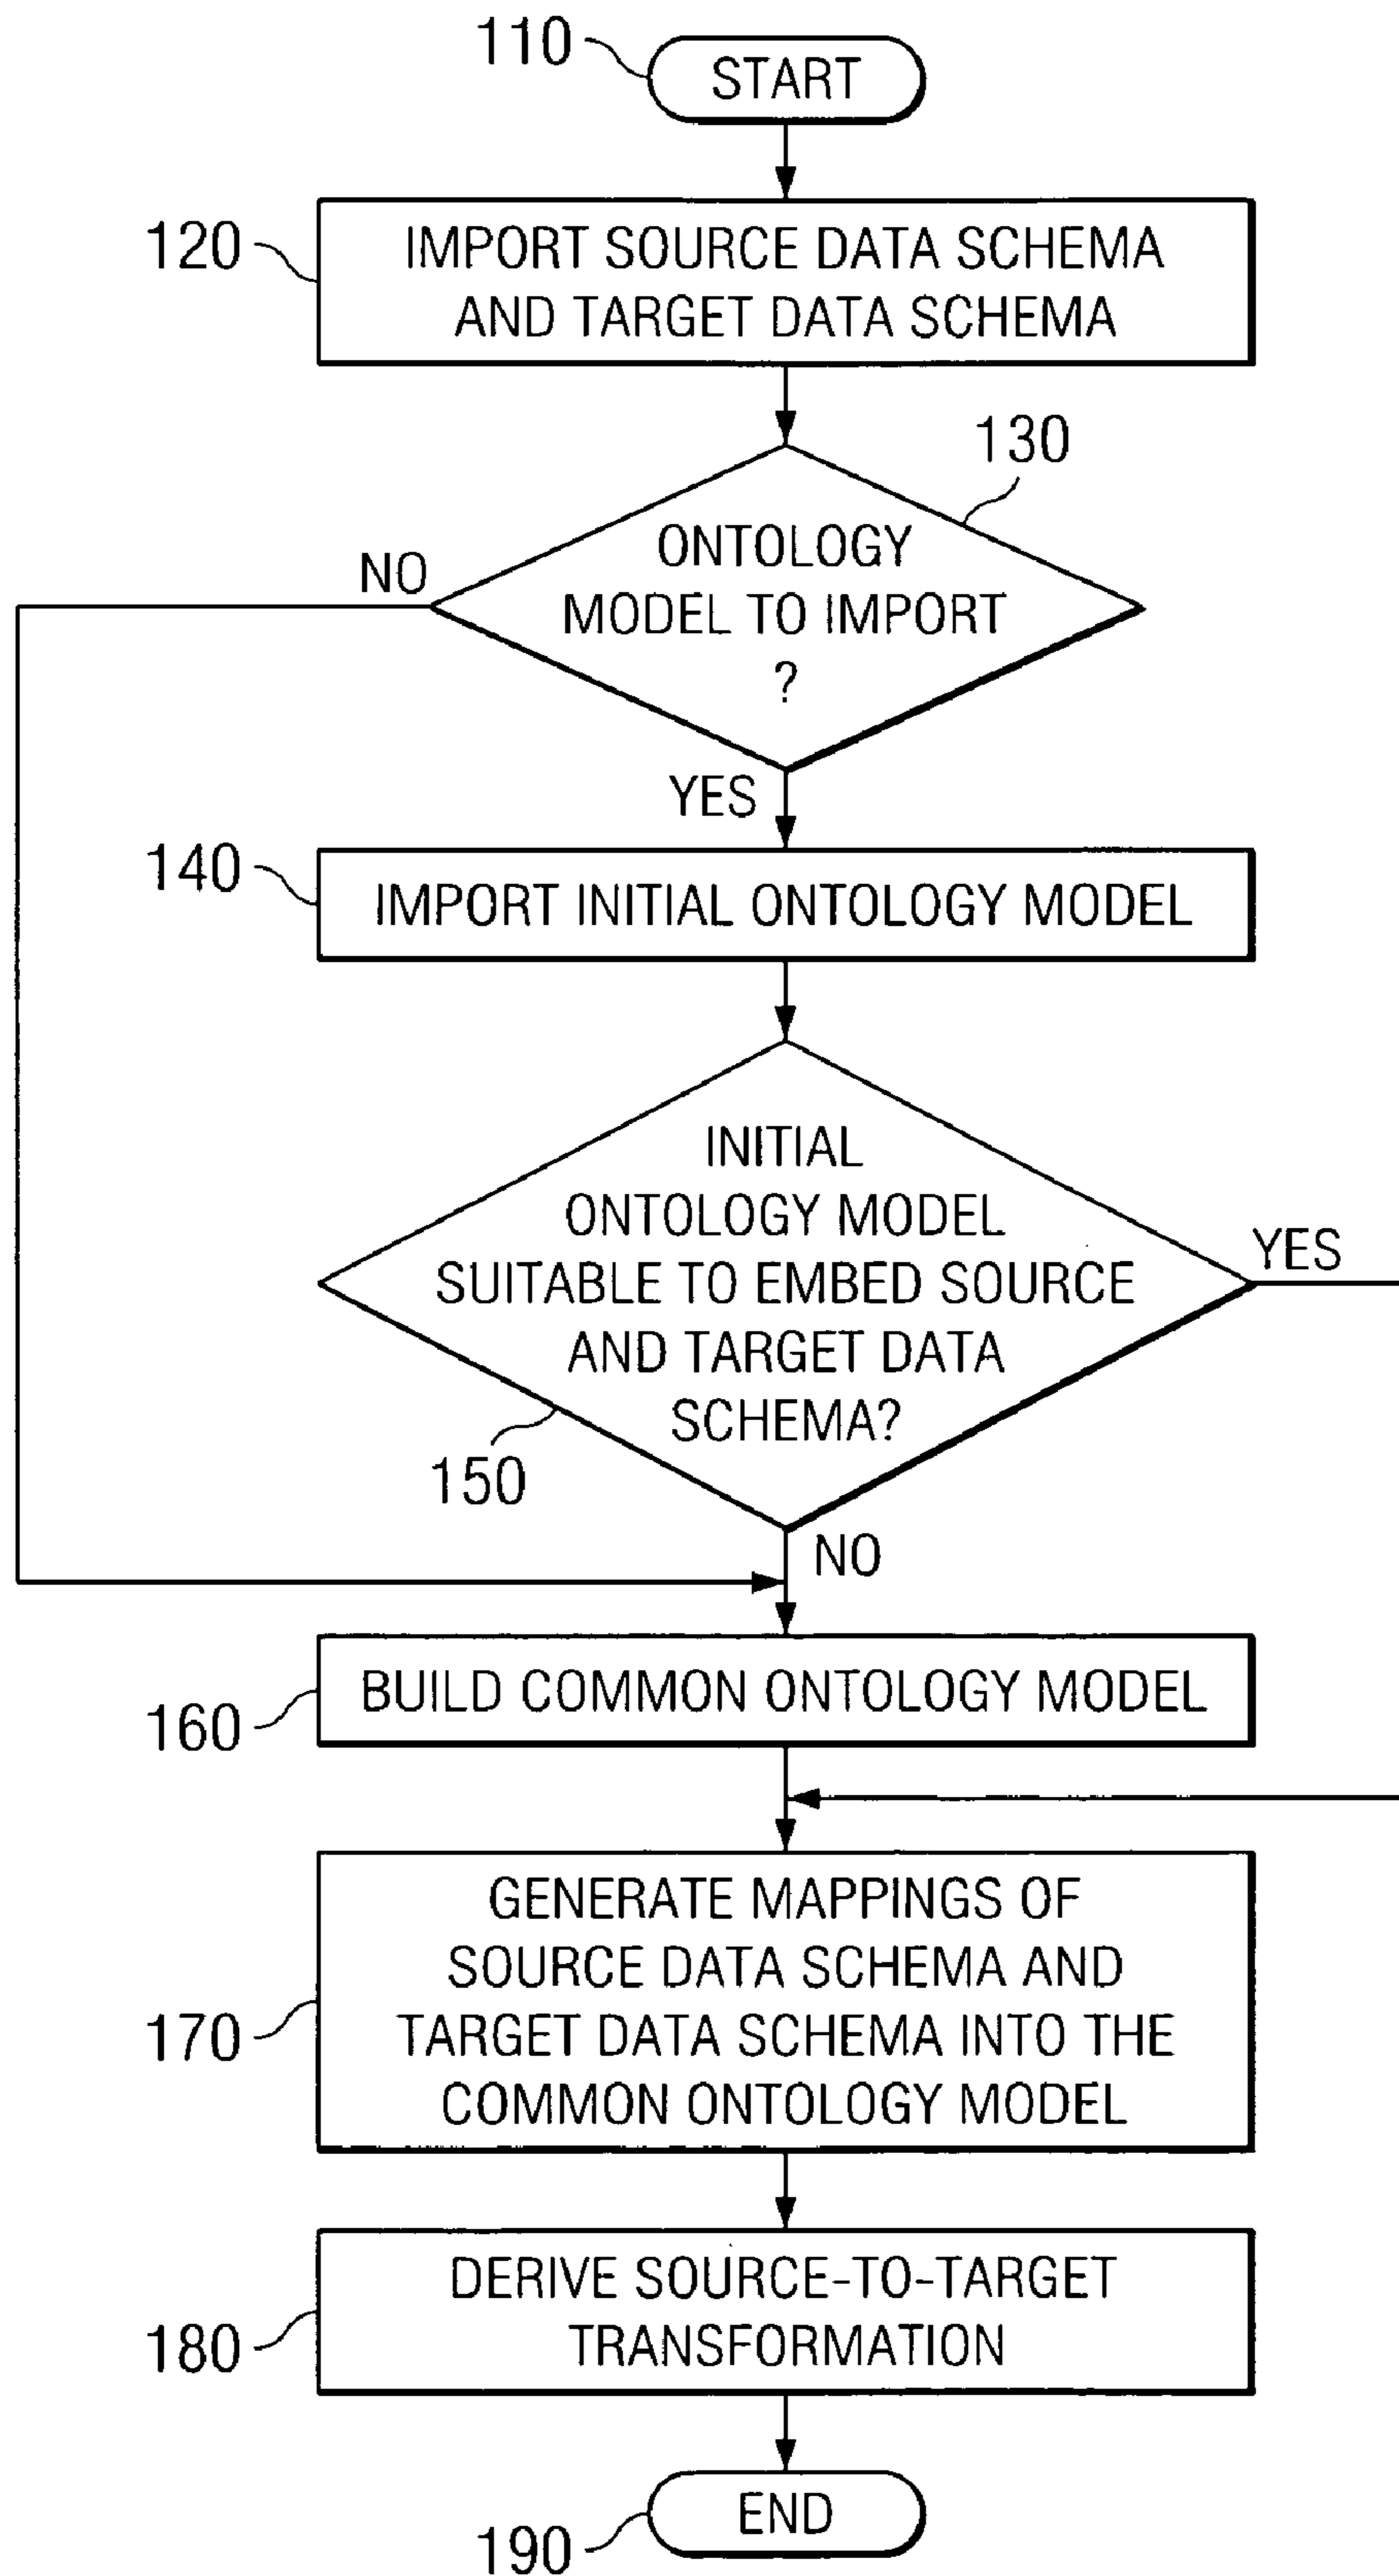 110
START
120
IMPORT SOURCE DATA SCHEMA
AND TARGET DATA SCHEMA
130
ONTOLOGY
MODEL TO IMPORT
?
NO
YES
140
IMPORT INITIAL ONTOLOGY MODEL
INITIAL
ONTOLOGY MODEL
SUITABLE TO EMBED SOURCE
AND TARGET DATA
SCHEMA?
YES
150
NO
160
BUILD COMMON ONTOLOGY MODEL
170
GENERATE MAPPINGS OF
SOURCE DATA SCHEMA AND
TARGET DATA SCHEMA INTO THE
COMMON ONTOLOGY MODEL
180
DERIVE SOURCE-TO-TARGET
TRANSFORMATION
190
END